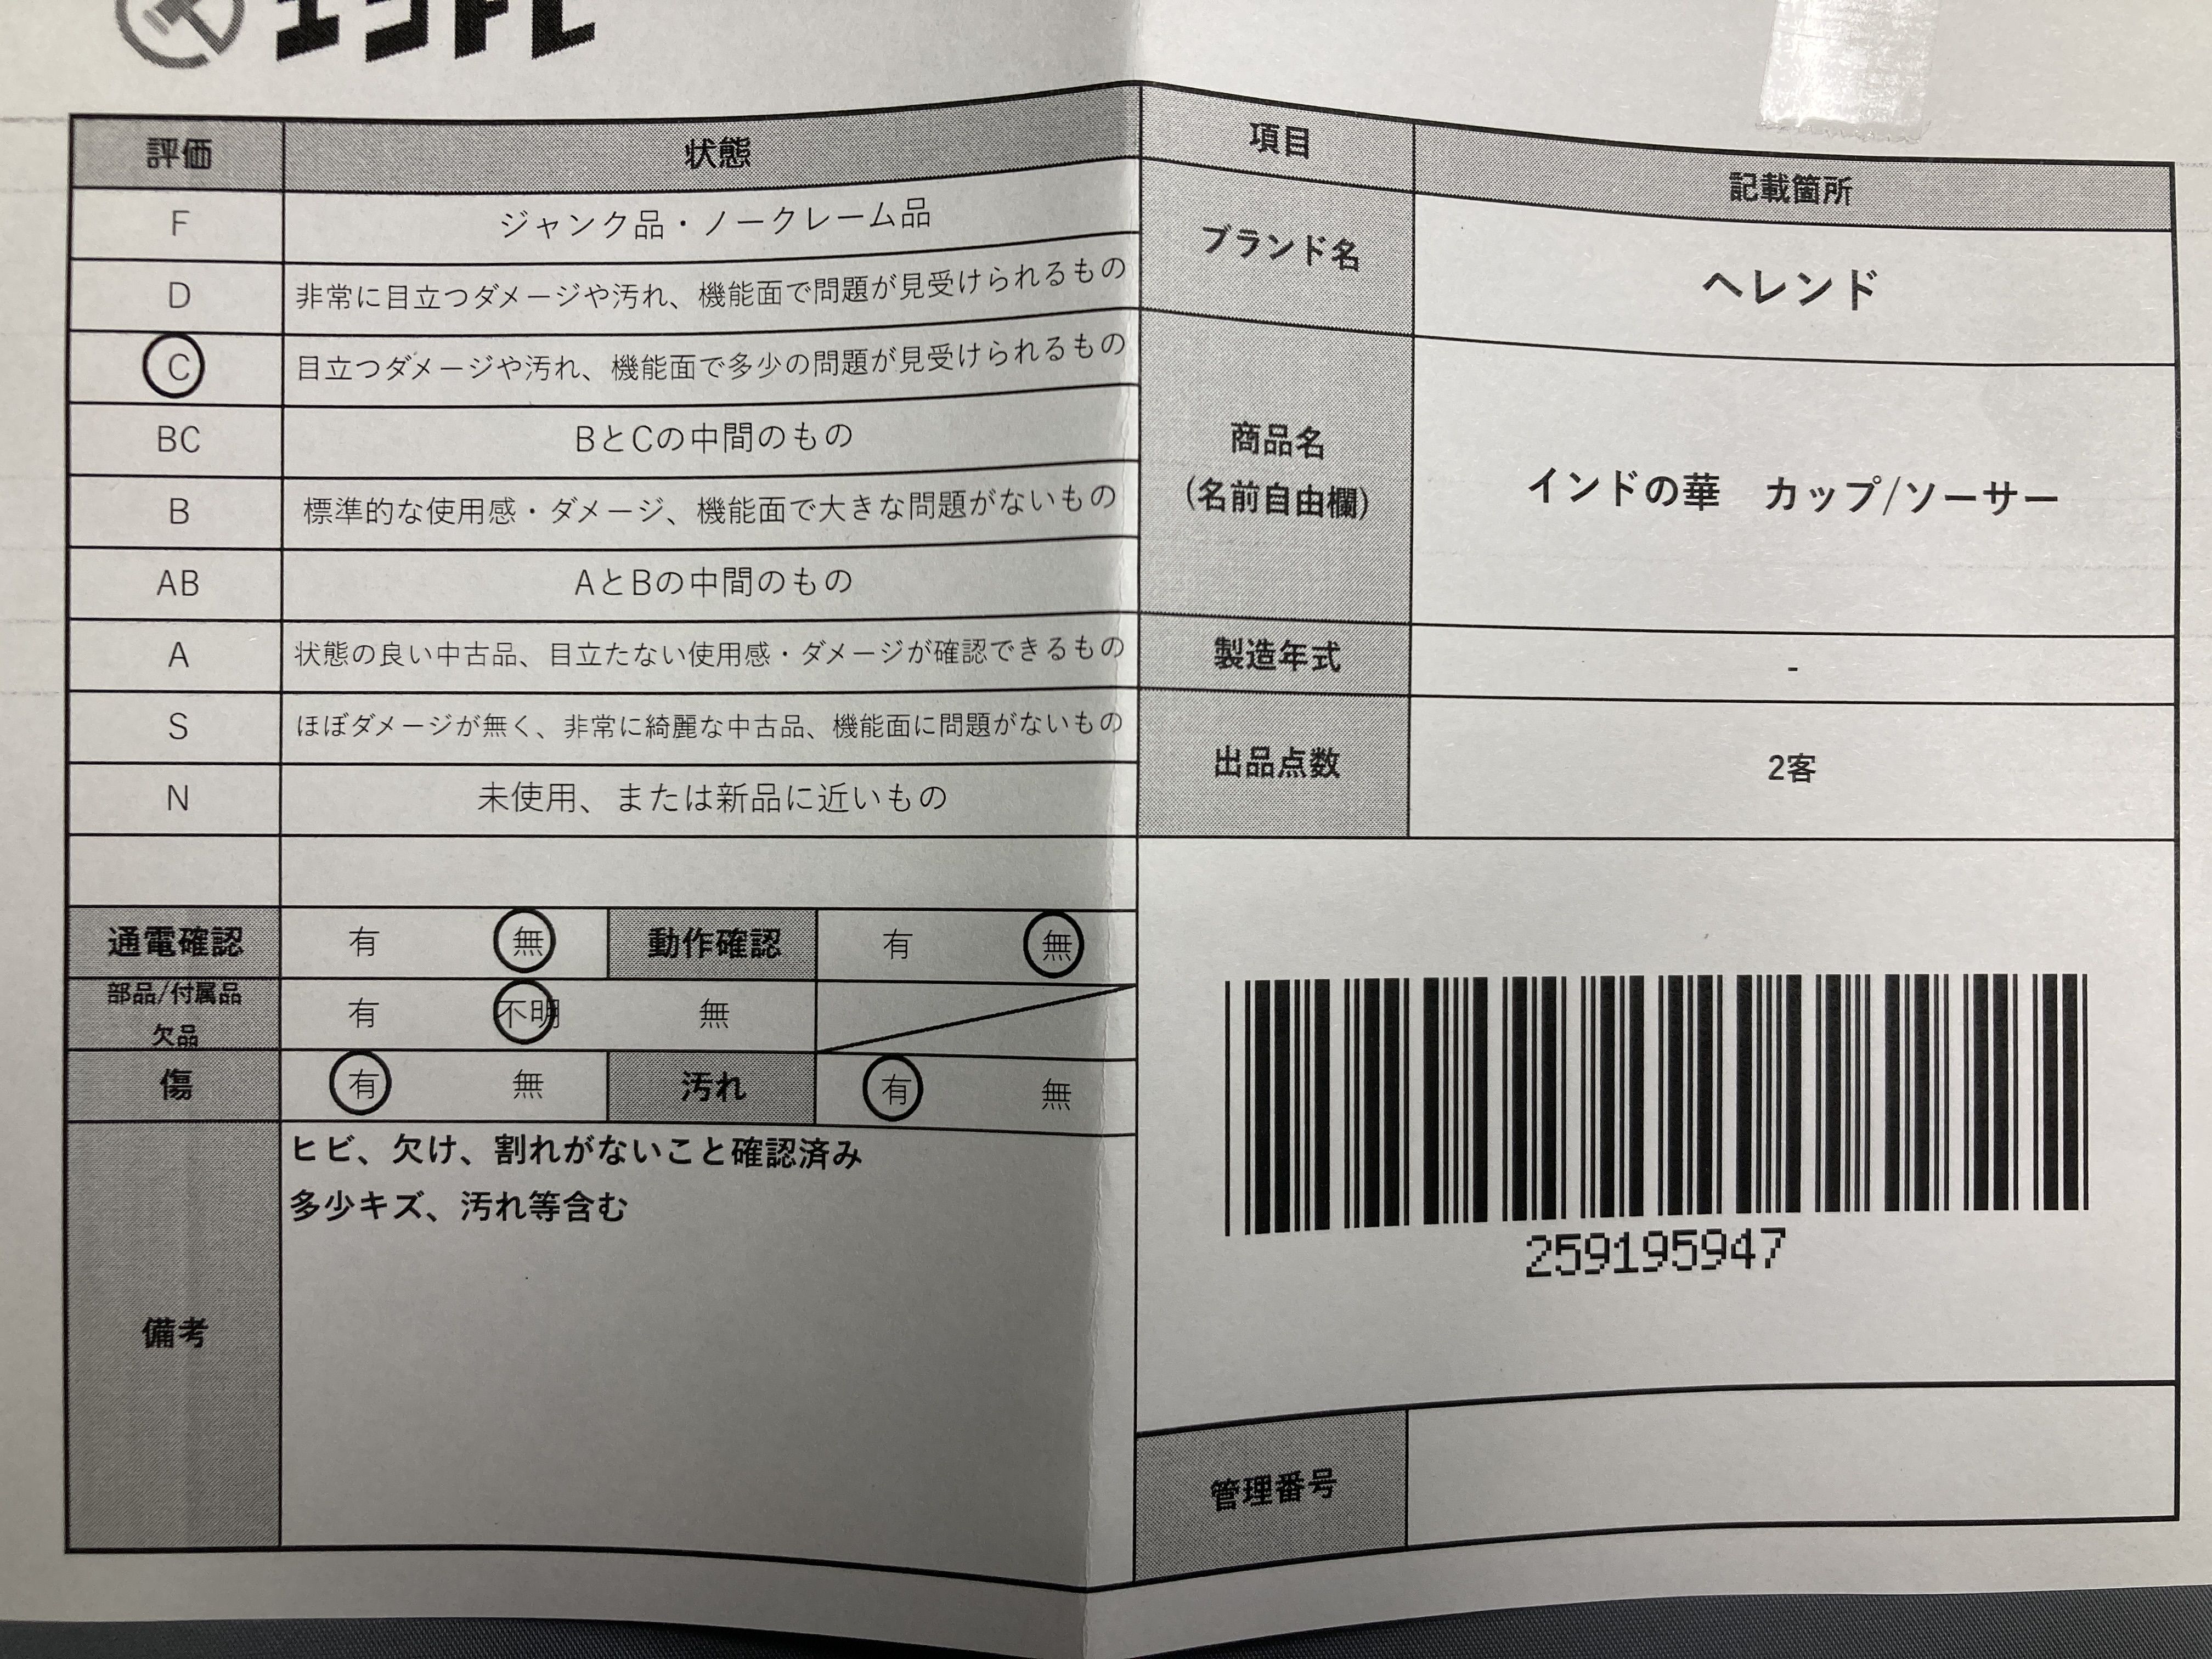 エコトレ
評価 状態
F ジャンク品・ノークレーム品
D 非常に目立つダメージや汚れ、機能面で問題が見受けられるもの
C 目立つダメージや汚れ、機能面で多少の問題が見受けられるもの
BC BとCの中間のもの
B 標準的な使用感・ダメージ、機能面で大きな問題がないもの
AB AとBの中間のもの
A 状態の良い中古品、目立たない使用感・ダメージが確認できるもの
S ほぼダメージが無く、非常に綺麗な中古品、機能面に問題がないもの
N 未使用、または新品に近いもの
通電確認 有 無 動作確認 有 無
部品/付属品
欠品 有 不明 無
傷 有 無 汚れ 有 無
備考
ヒビ、欠け、割れがないこと確認済み
多少キズ、汚れ等含む
項目 記載箇所
ブランド名 ヘレンド
商品名
(名前自由欄)
インドの華 カップ/ソーサー
製造年式 -
出品点数 2客
259195947
管理番号